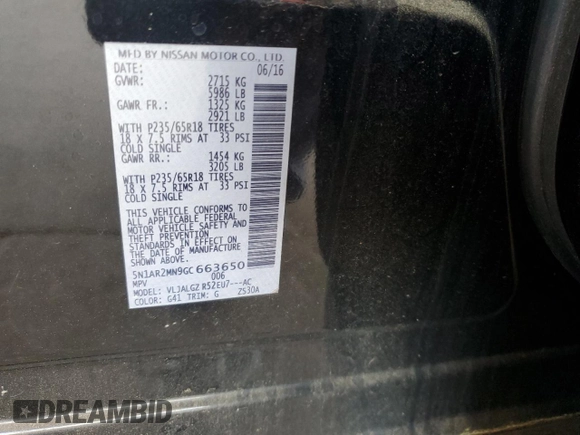 MFD BY NISSAN MOTOR CO., LTD.
DATE: 06/16
GVWR: 2715 KG
5986 LB
GAWR FR.: 1325 KG
2921 LB
WITH P235/65R18 TIRES
18 X 7.5 RIMS AT 33 PSI
COLD SINGLE
GAWR RR.: 1454 KG
3205 LB
WITH P235/65R18 TIRES
18 X 7.5 RIMS AT 33 PSI
COLD SINGLE
THIS VEHICLE CONFORMS TO
ALL APPLICABLE FEDERAL
MOTOR VEHICLE SAFETY AND
THEFT PREVENTION
STANDARDS IN EFFECT ON
THE DATE OF MANUFACTURE
SHOWN ABOVE.
5N1AR2MN9GC 663650
MPV 006
MODEL: VLJALGZ R52EU7---AC
COLOR: G41 TRIM: G Z530A
DREAMBID